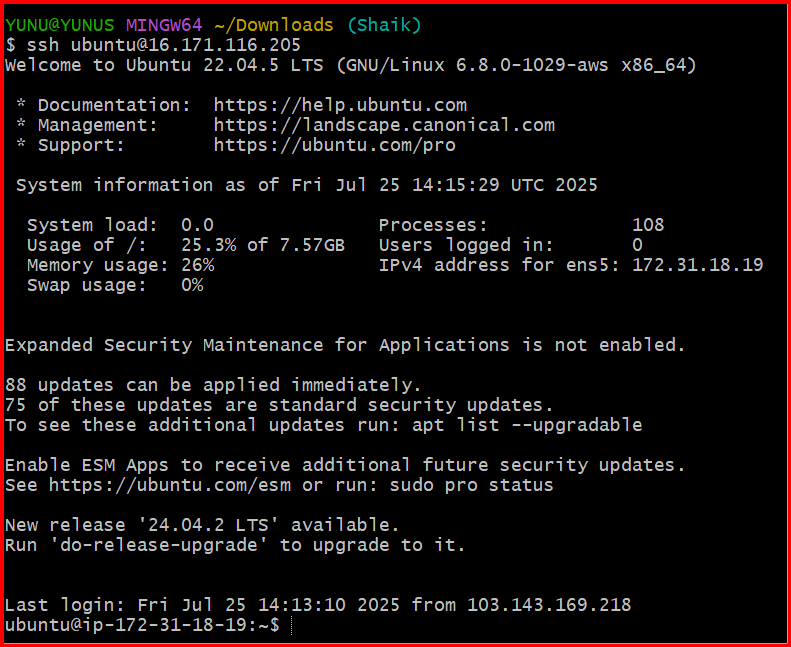 YUNU@YUNUS MINGW64 ~/Downloads (Shaik)
$ ssh ubuntu@16.171.116.205
Welcome to Ubuntu 22.04.5 LTS (GNU/Linux 6.8.0-1029-aws x86_64)
* Documentation: https://help.ubuntu.com
* Management: https://landscape.canonical.com
* Support: https://ubuntu.com/pro
System information as of Fri Jul 25 14:15:29 UTC 2025
System load: 0.0 Processes: 108
Usage of /: 25.3% of 7.57GB Users logged in: 0
Memory usage: 26% IPv4 address for ens5: 172.31.18.19
Swap usage: 0%
Expanded Security Maintenance for Applications is not enabled.
88 updates can be applied immediately.
75 of these updates are standard security updates.
To see these additional updates run: apt list --upgradable
Enable ESM Apps to receive additional future security updates.
See https://ubuntu.com/esm or run: sudo pro status
New release '24.04.2 LTS' available.
Run 'do-release-upgrade' to upgrade to it.
Last login: Fri Jul 25 14:13:10 2025 from 103.143.169.218
ubuntu@ip-172-31-18-19:~$